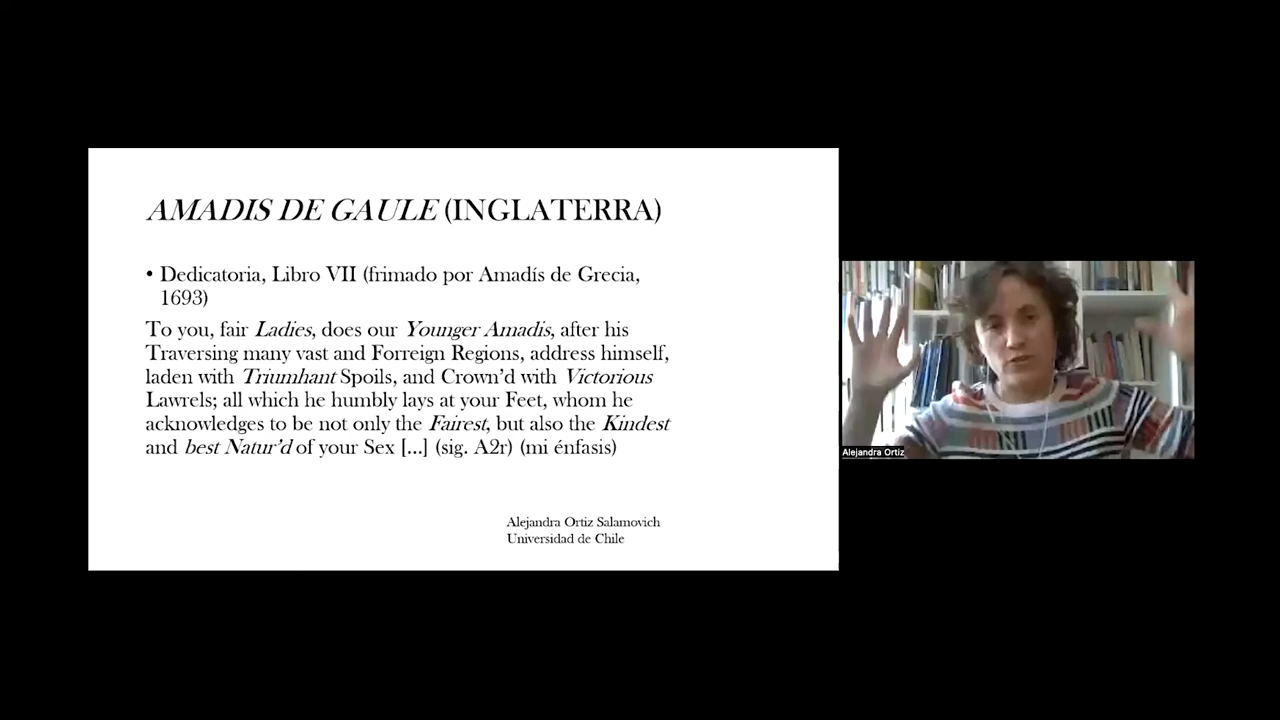 AMADIS DE GAULE (INGLATERRA)
• Dedicatoria, Libro VII (frimado por Amadís de Grecia,
1693)
To you, fair Ladies, does our Younger Amadis, after his
Traversing many vast and Forreign Regions, address himself,
laden with Triumhant Spoils, and Crown’d with Victorious
Lawrels; all which he humbly lays at your Feet, whom he
acknowledges to be not only the Fairest, but also the Kindest
and best Natur’d of your Sex [...] (sig. A2r) (mi énfasis)
Alejandra Ortiz Salamovich
Universidad de Chile
Alejandra Ortiz